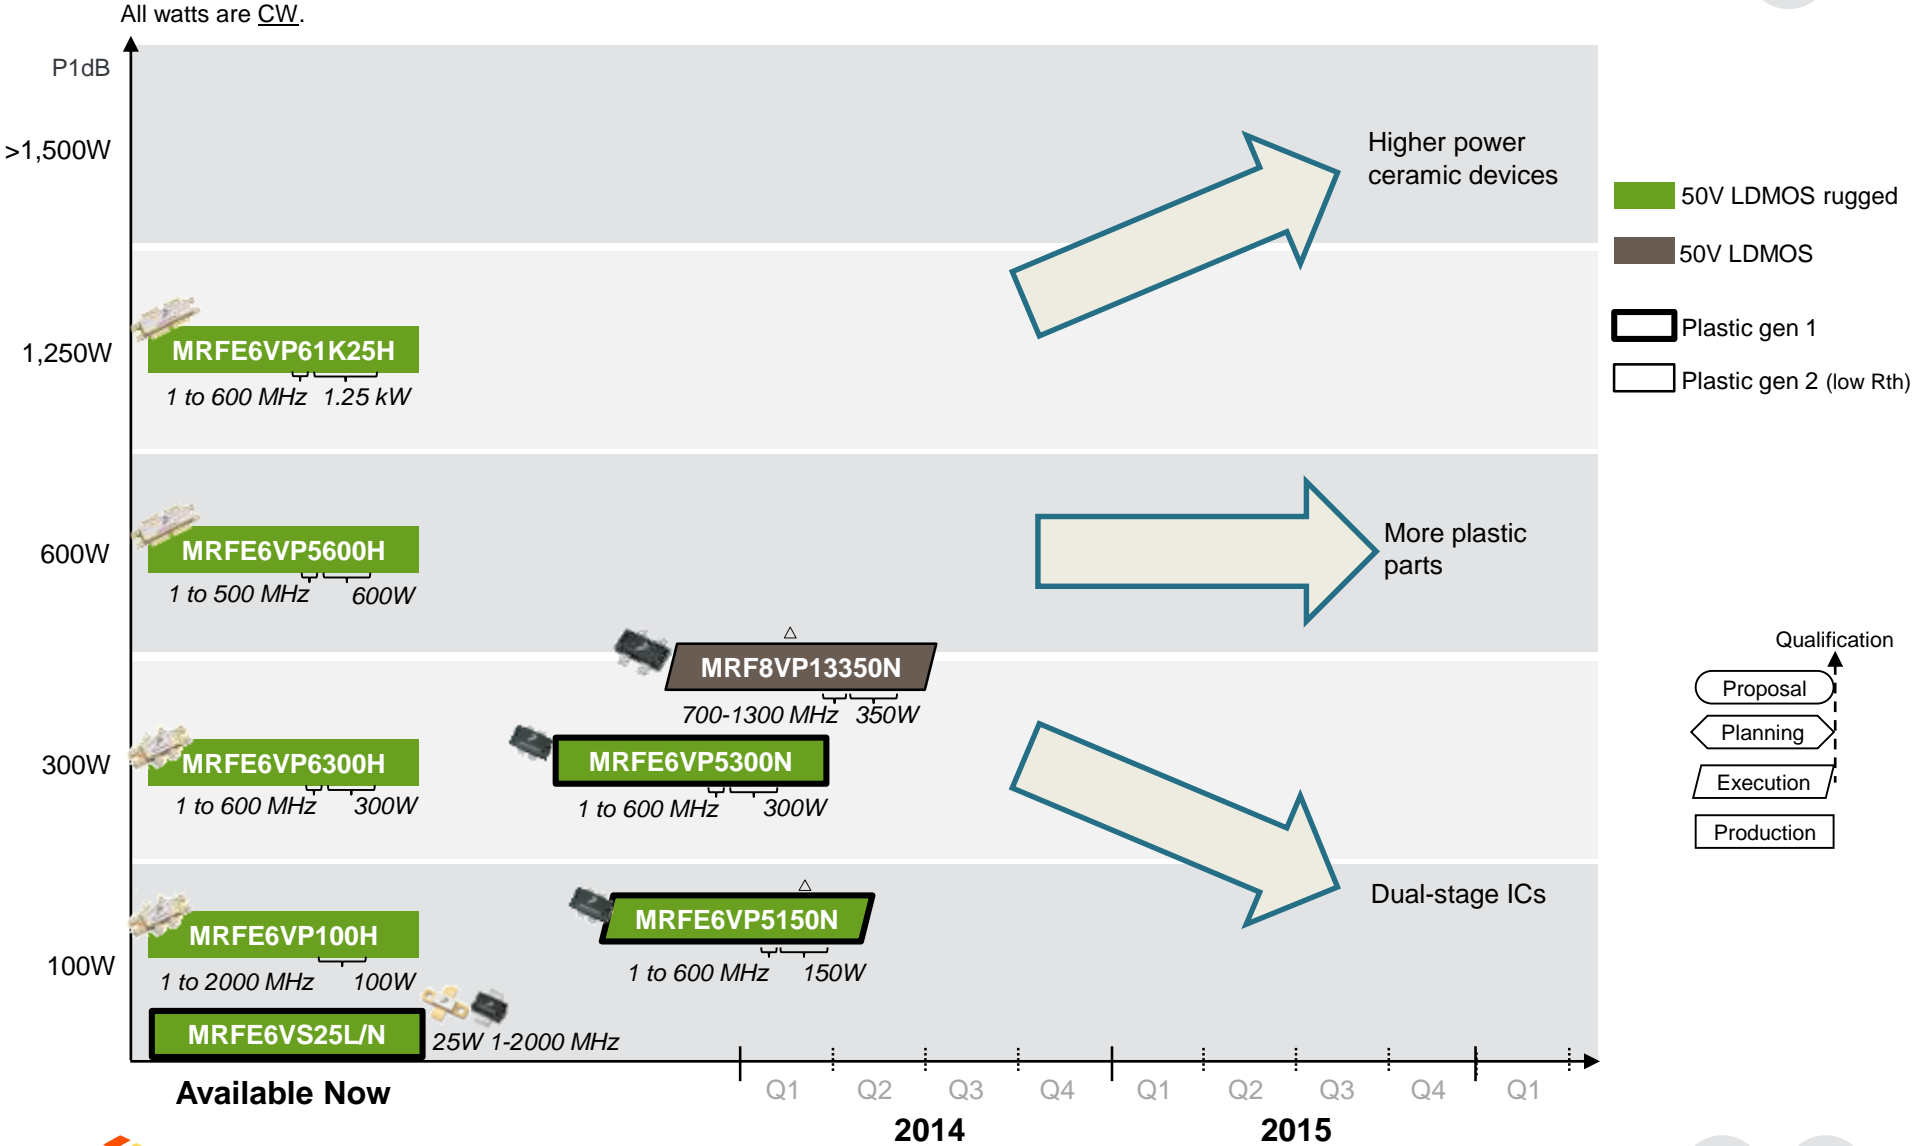 All watts are CW.
P1dB
>1,500W
Higher power
ceramic devices
50V LDMOS rugged
50V LDMOS
Plastic gen 1
Plastic gen 2 (low Rth)
1,250W
MRFE6VP61K25H
1 to 600 MHz 1.25 kW
600W
MRFE6VP5600H
1 to 500 MHz 600W
More plastic
parts
MRF8VP13350N
700-1300 MHz 350W
Qualification
Proposal
Planning
Execution
Production
300W
MRFE6VP6300H
1 to 600 MHz 300W
MRFE6VP5300N
1 to 600 MHz 300W
Dual-stage ICs
100W
MRFE6VP100H
1 to 2000 MHz 100W
MRFE6VP5150N
1 to 600 MHz 150W
MRFE6VS25L/N
25W 1-2000 MHz
Available Now
Q1 Q2 Q3 Q4 Q1 Q2 Q3 Q4 Q1
2014 2015